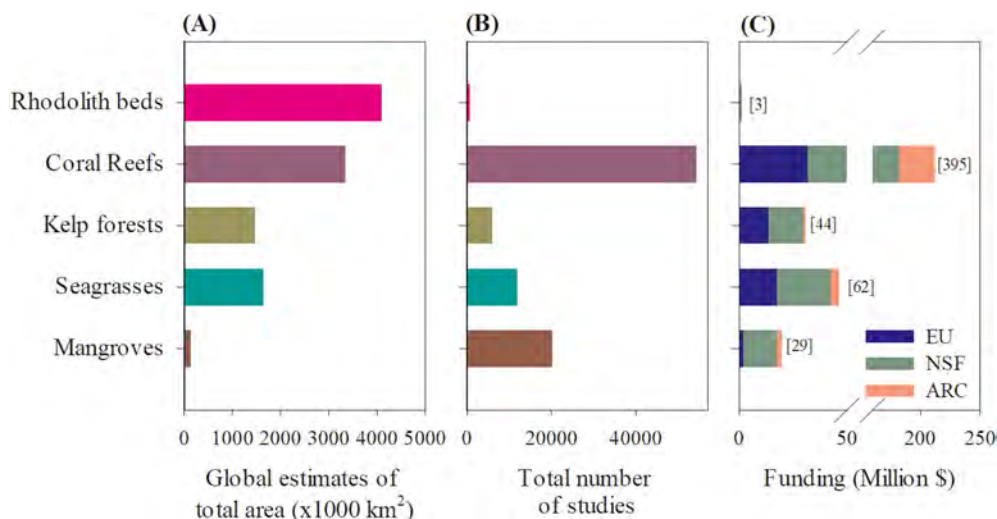 (A)
(B)
(C)
Rhodolith beds
[3]
Coral Reefs
[395]
Kelp forests
[44]
Seagrasses
[62]
Mangroves
[29]
EU
NSF
ARC
0 1000 2000 3000 4000 5000
0 20000 40000
0 50 200 250
Global estimates of
total area (x1000 km²)
Total number
of studies
Funding (Million $)